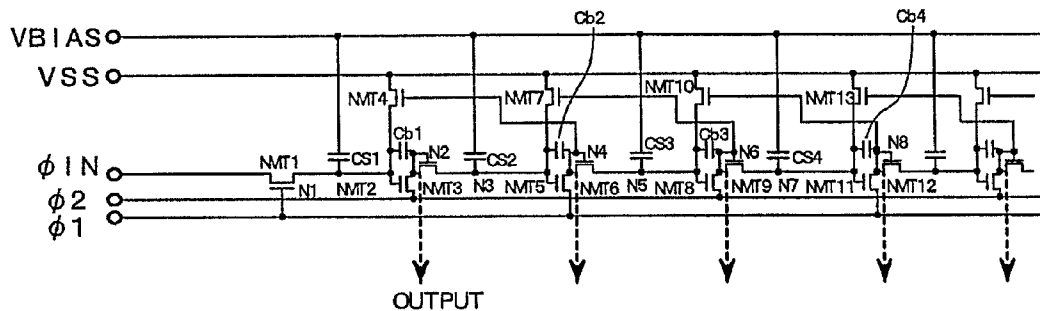 Cb2 Cb4
VBIAS
VSS
NMT4 NMT7 NMT10 NMT13
Cb1 N2 N4 CS3 Cb3 N6 N8
CS1 CS2 CS4
φIN NMT1
N1 NMT2 NMT3 N3 NMT5 NMT6 N5 NMT8 NMT9 N7 NMT11 NMT12
φ2
φ1
OUTPUT